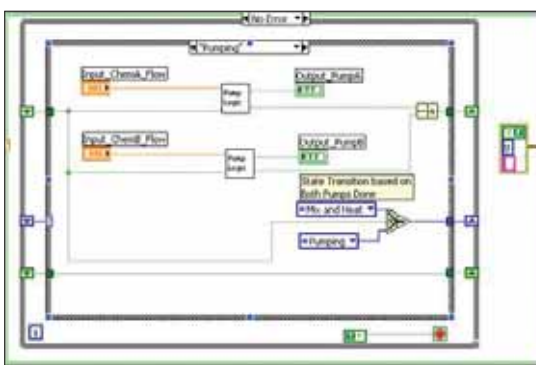 No Error
"Pumping"
Input_ChemA_Flow
Output_PumpA
Pump
Logic
Input_ChemB_Flow
Output_PumpB
Pump
Logic
State Transition based on
Both Pumps Done
Mix and Heat
Pumping
i